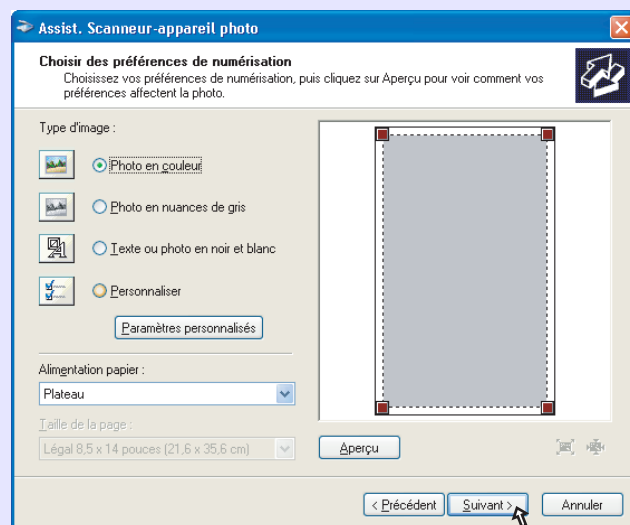 Assist. Scanneur-appareil photo
Choisir des préférences de numérisation
Choisissez vos préférences de numérisation, puis cliquez sur Aperçu pour voir comment vos
préférences affectent la photo.
Type d'image :
Photo en couleur
Photo en nuances de gris
Texte ou photo en noir et blanc
Personnaliser
Paramètres personnalisés
Alimentation papier :
Plateau
Taille de la page :
Légal 8,5 x 14 pouces (21,6 x 35,6 cm)
Aperçu
< Précédent
Suivant >
Annuler